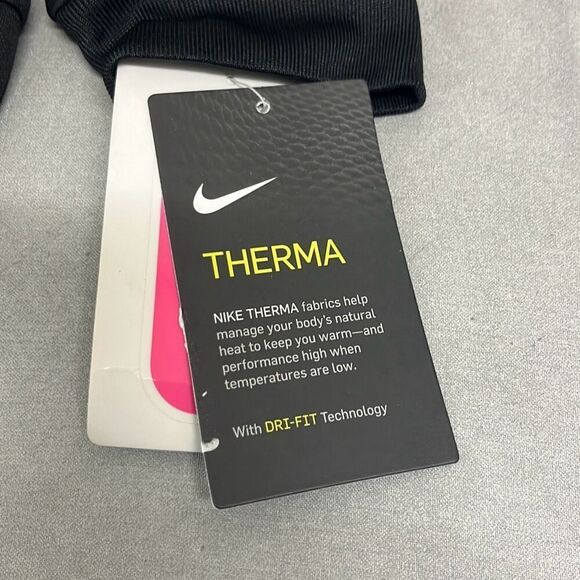 THERMA
NIKE THERMA fabrics help
manage your body's natural
heat to keep you warm—and
performance high when
temperatures are low.
With DRI-FIT Technology